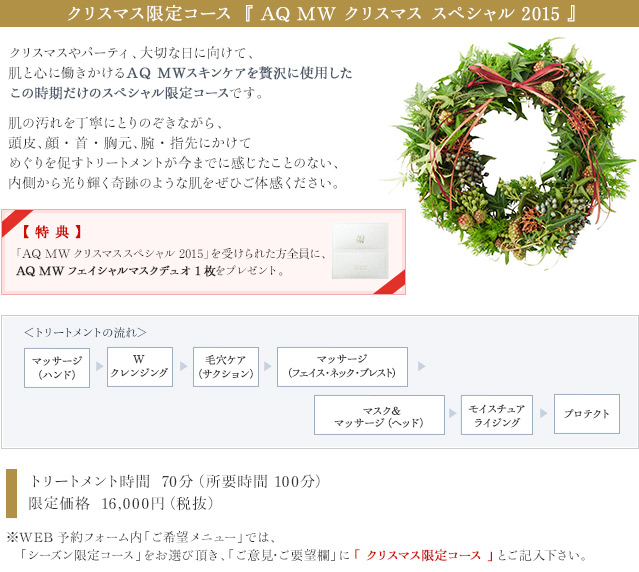 クリスマス限定コース 『 AQ MW クリスマス スペシャル 2015 』
クリスマスやパーティ、大切な日に向けて、
肌と心に働きかけるAQ MWスキンケアを贅沢に使用した
この時期だけのスペシャル限定コースです。
肌の汚れを丁寧にとりのぞきながら、
頭皮、顔・首・胸元、腕・指先にかけて
めぐりを促すトリートメントが今までに感じたことのない、
内側から光り輝く奇跡のような肌をぜひご体感ください。
【 特 典 】
「AQ MW クリスマススペシャル 2015」を受けられた方全員に、
AQ MW フェイシャルマスクデュオ 1 枚をプレゼント。
＜トリートメントの流れ＞
マッサージ
（ハンド）
W
クレンジング
毛穴ケア
（サクション）
マッサージ
（フェイス・ネック・ブレスト）
マスク&
マッサージ（ヘッド）
モイスチュア
ライジング
プロテクト
トリートメント時間 70分（所要時間 100分）
限定価格 16,000円（税抜）
※WEB 予約フォーム内「ご希望メニュー」では、
「シーズン限定コース」をお選び頂き、「ご意見・ご要望欄」に「 クリスマス限定コース 」とご記入下さい。